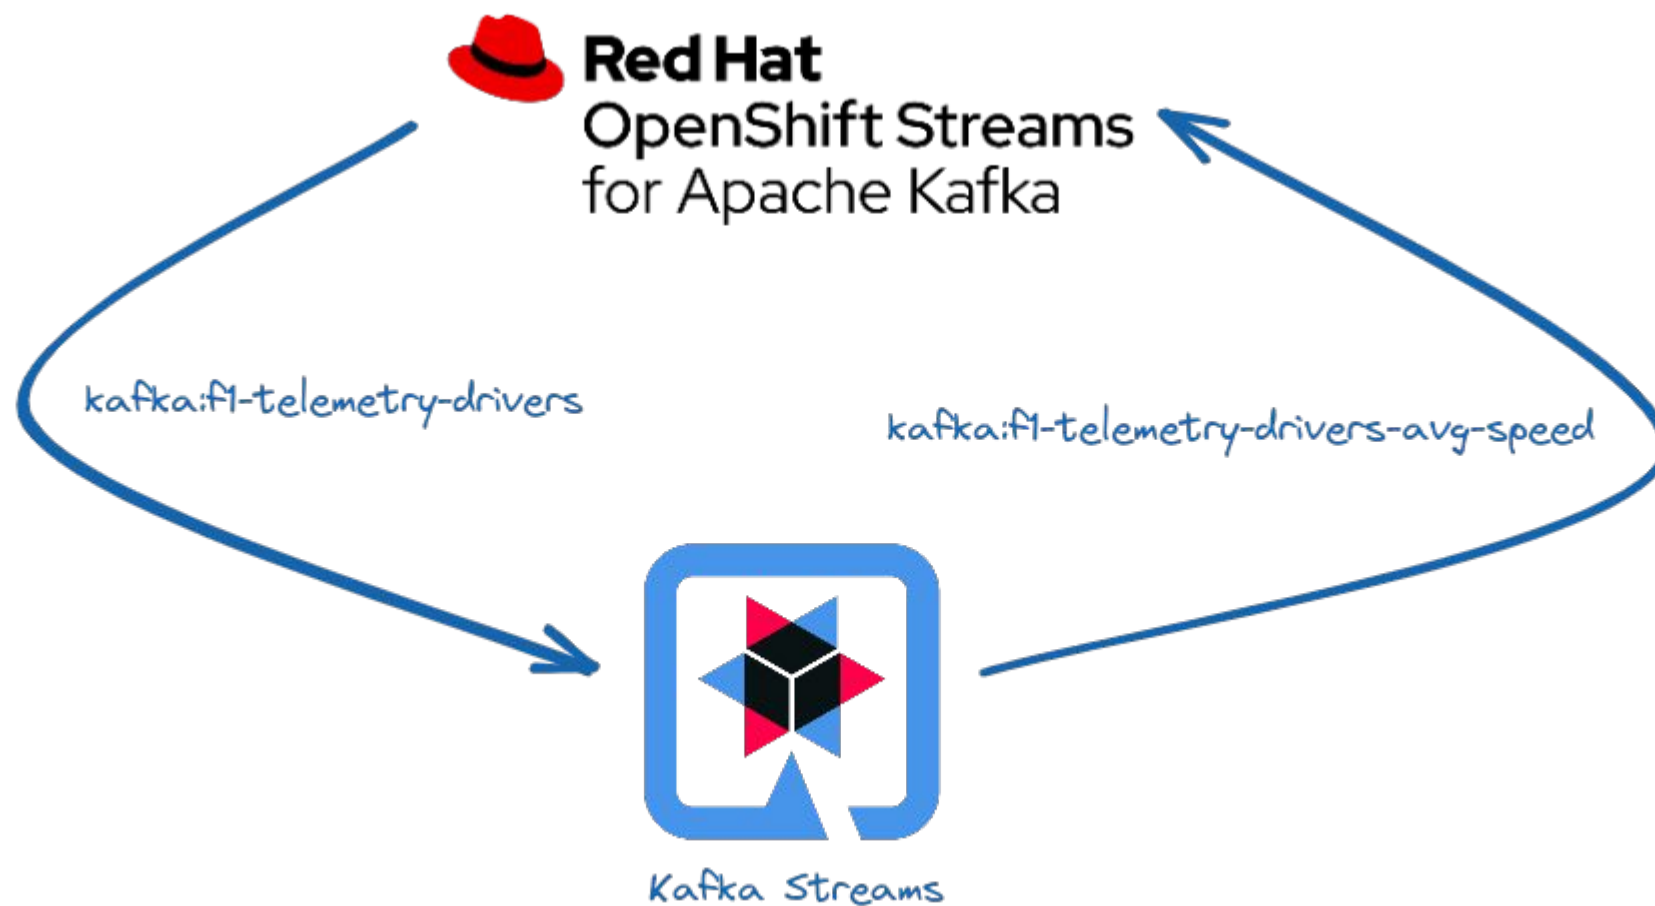 Red Hat
OpenShift Streams
for Apache Kafka
kafka:f1-telemetry-drivers
kafka:f1-telemetry-drivers-avg-speed
Kafka Streams